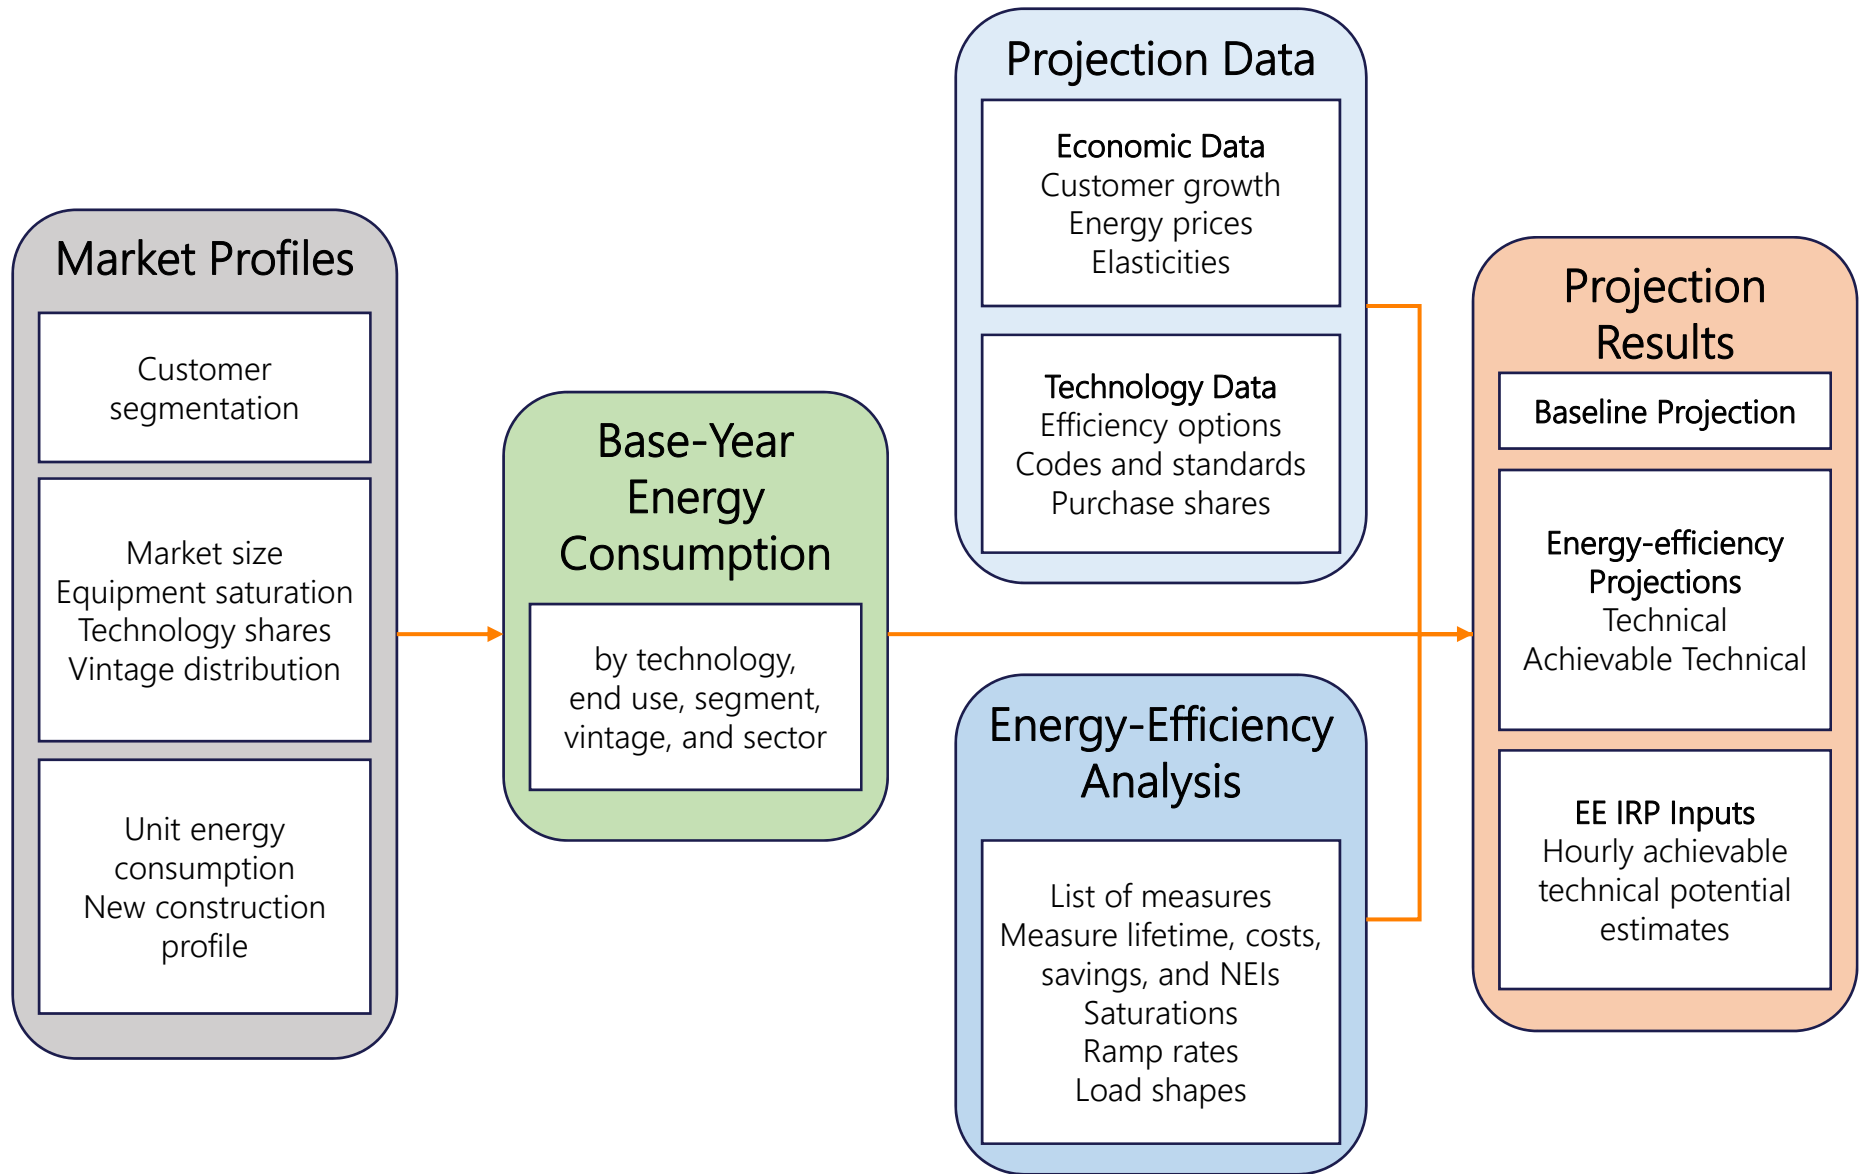 Market Profiles
Customer
segmentation
Market size
Equipment saturation
Technology shares
Vintage distribution
Unit energy
consumption
New construction
profile
Base-Year
Energy
Consumption
by technology,
end use, segment,
vintage, and sector
Projection Data
Economic Data
Customer growth
Energy prices
Elasticities
Technology Data
Efficiency options
Codes and standards
Purchase shares
Energy-Efficiency
Analysis
List of measures
Measure lifetime, costs,
savings, and NEIs
Saturations
Ramp rates
Load shapes
Projection
Results
Baseline Projection
Energy-efficiency
Projections
Technical
Achievable Technical
EE IRP Inputs
Hourly achievable
technical potential
estimates